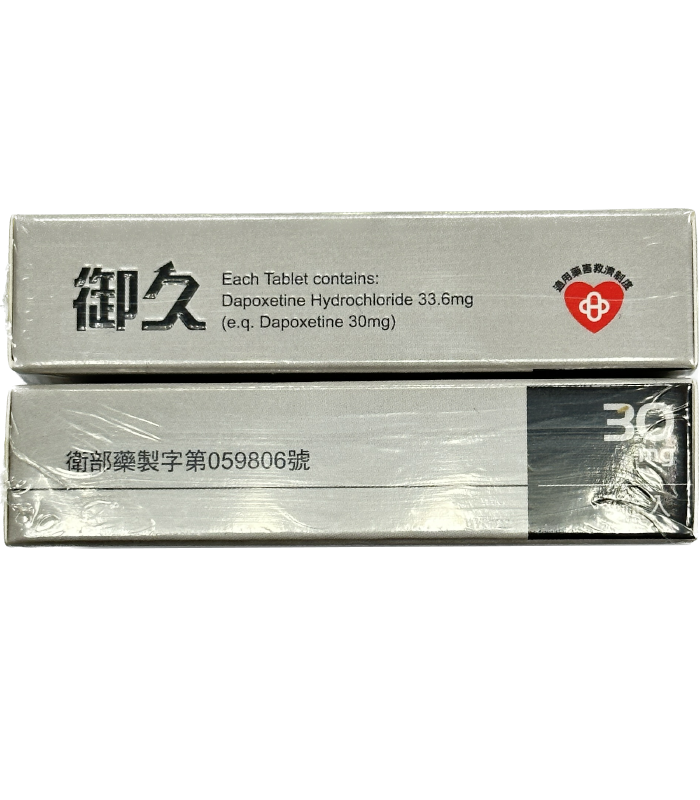 御久
Each Tablet contains:
Dapoxetine Hydrochloride 33.6mg
(e.q. Dapoxetine 30mg)
適用藥害救濟制度
30
mg
衛部藥製字第059806號